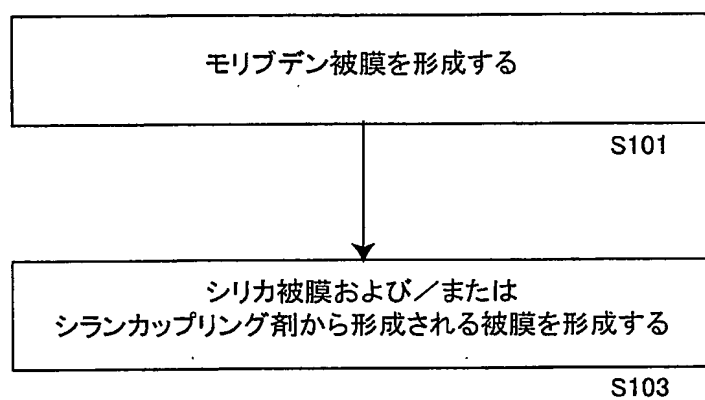 モリブデン被膜を形成する
S101
シリカ被膜および／または
シランカップリング剤から形成される被膜を形成する
S103